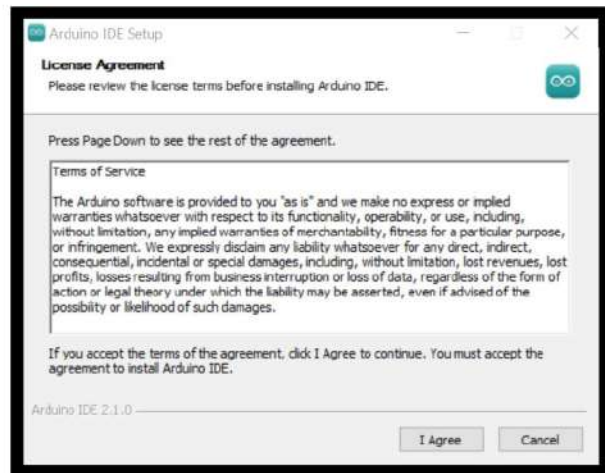 Arduino IDE Setup
License Agreement
Please review the license terms before installing Arduino IDE.
Press Page Down to see the rest of the agreement.
Terms of Service
The Arduino software is provided to you "as is" and we make no express or implied
warranties whatsoever with respect to its functionality, operability, or use, including,
without limitation, any implied warranties of merchantability, fitness for a particular purpose,
or infringement. We expressly disclaim any liability whatsoever for any direct, indirect,
consequential, incidental or special damages, including, without limitation, lost revenues, lost
profits, losses resulting from business interruption or loss of data, regardless of the form of
action or legal theory under which the liability may be asserted, even if advised of the
possibility or likelihood of such damages.
If you accept the terms of the agreement, click I Agree to continue. You must accept the
agreement to install Arduino IDE.
Arduino IDE 2.1.0
I Agree
Cancel